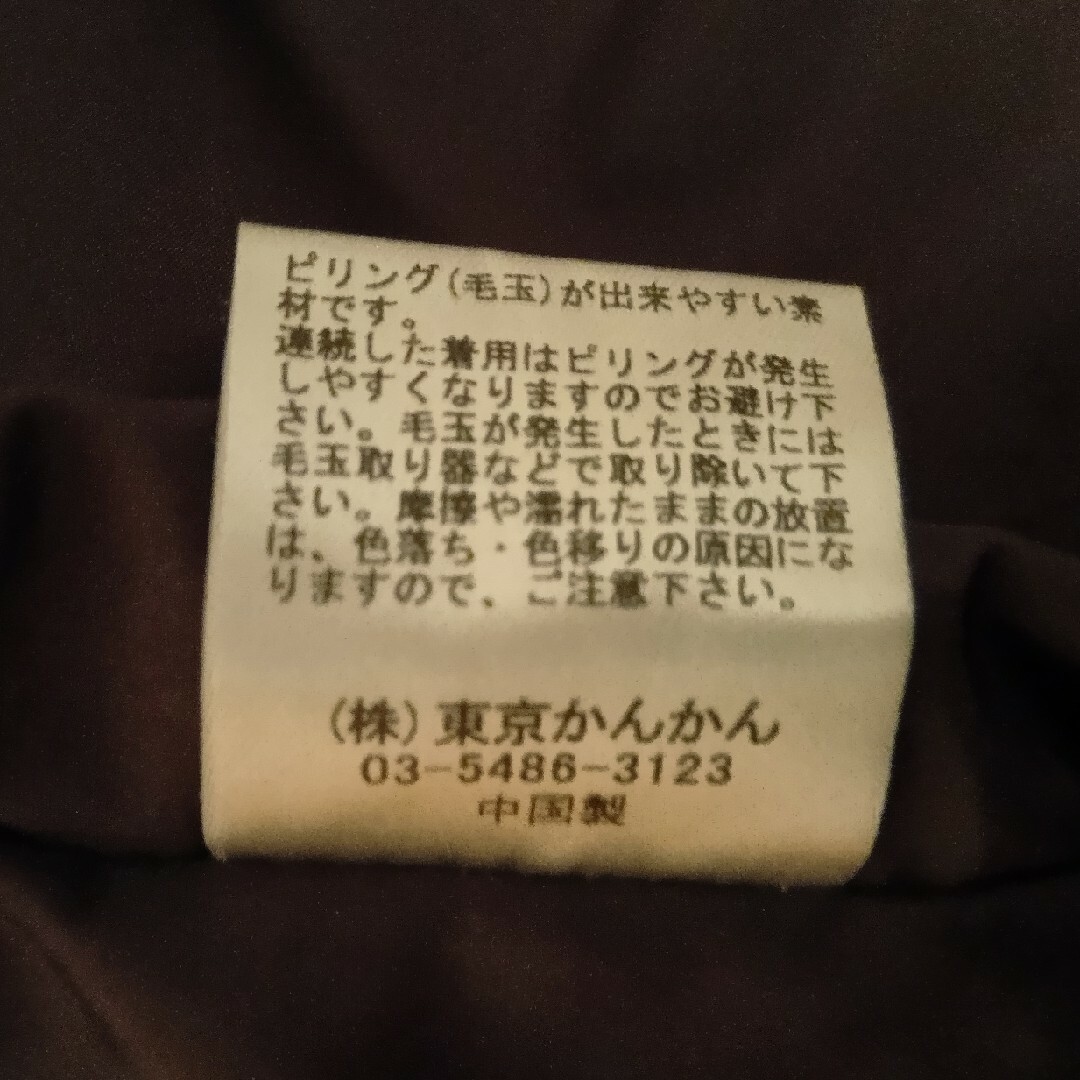 ピリング(毛玉)が出来やすい素
材です。
連続した着用はピリングが発生
しやすくなりますのでお避け下
さい。毛玉が発生したときには
毛玉取り器などで取り除いて下
さい。摩擦や濡れたままの放置
は、色落ち・色移りの原因にな
りますので、ご注意下さい。
(株)東京かんかん
03-5486-3123
中国製